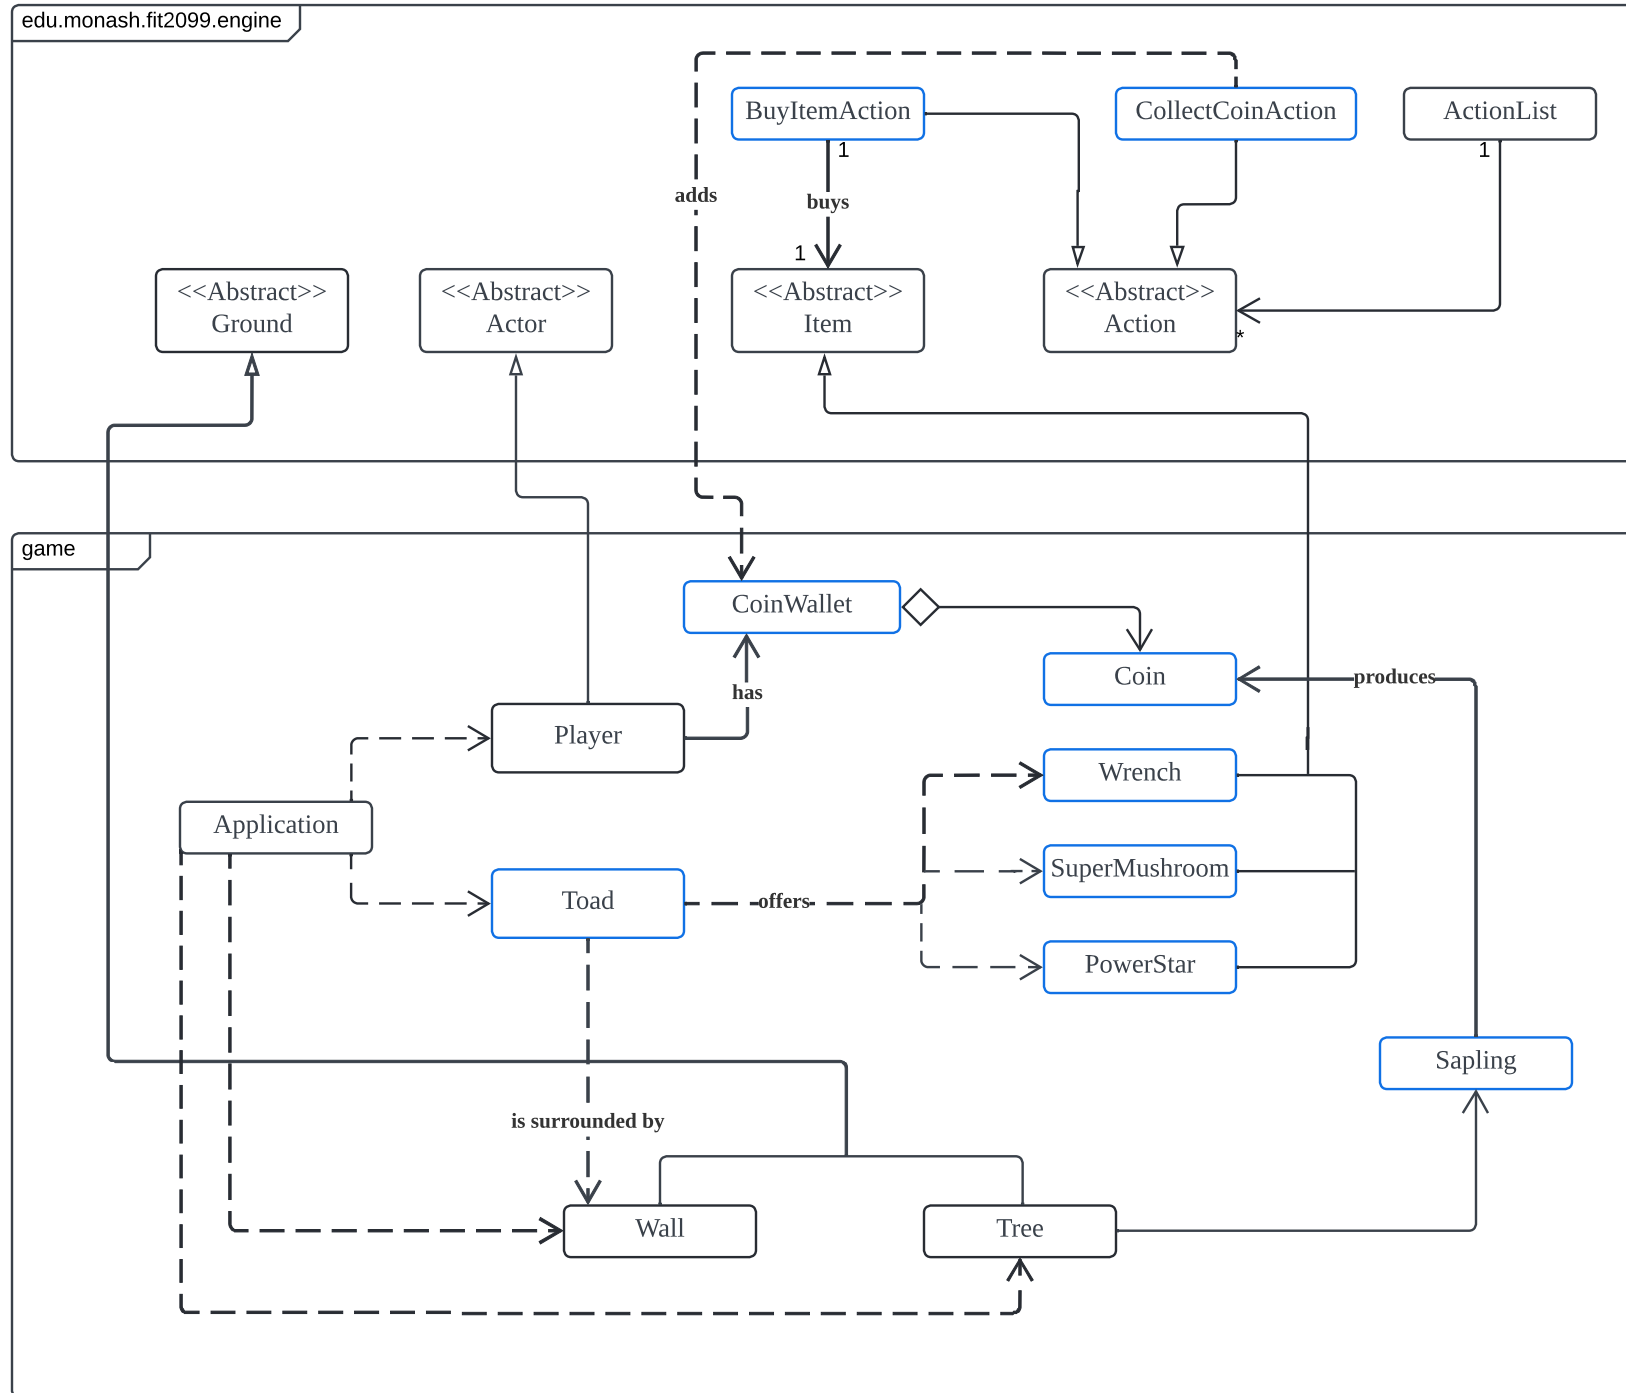 edu.monash.fit2099.engine
BuyItemAction
CollectCoinAction
ActionList
1
1
adds
buys
1
<<Abstract>>
Ground
<<Abstract>>
Actor
<<Abstract>>
Item
<<Abstract>>
Action
*
game
CoinWallet
Coin
produces
has
Player
Wrench
Application
SuperMushroom
Toad
offers
PowerStar
Sapling
is surrounded by
Wall
Tree